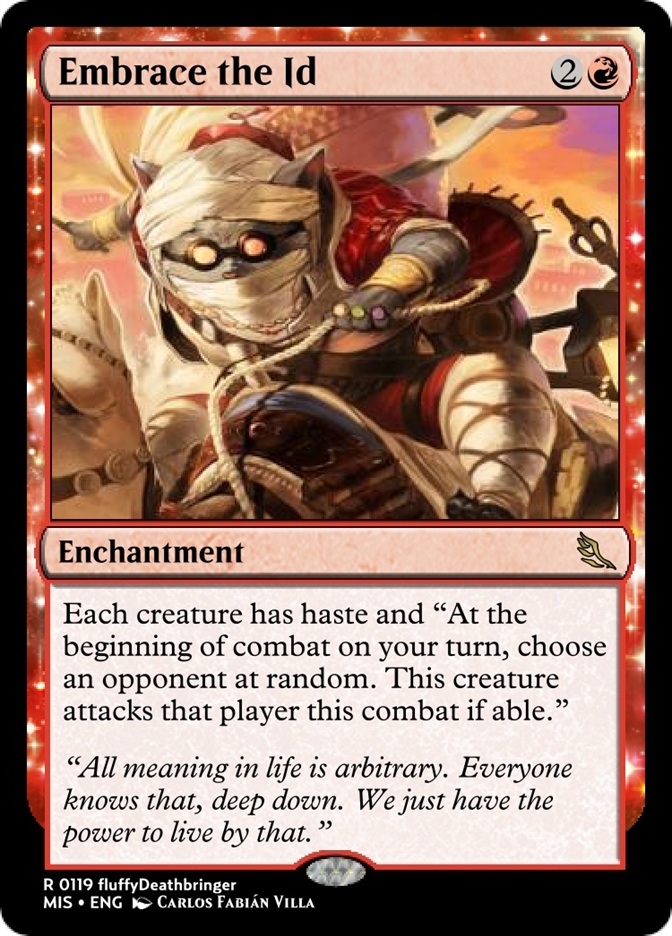 Embrace the Id
2
Enchantment
Each creature has haste and “At the
beginning of combat on your turn, choose
an opponent at random. This creature
attacks that player this combat if able.”
“All meaning in life is arbitrary. Everyone
knows that, deep down. We just have the
power to live by that.”
R 0119 fluffyDeathbringer
MIS • ENG Carlos Fabián Villa